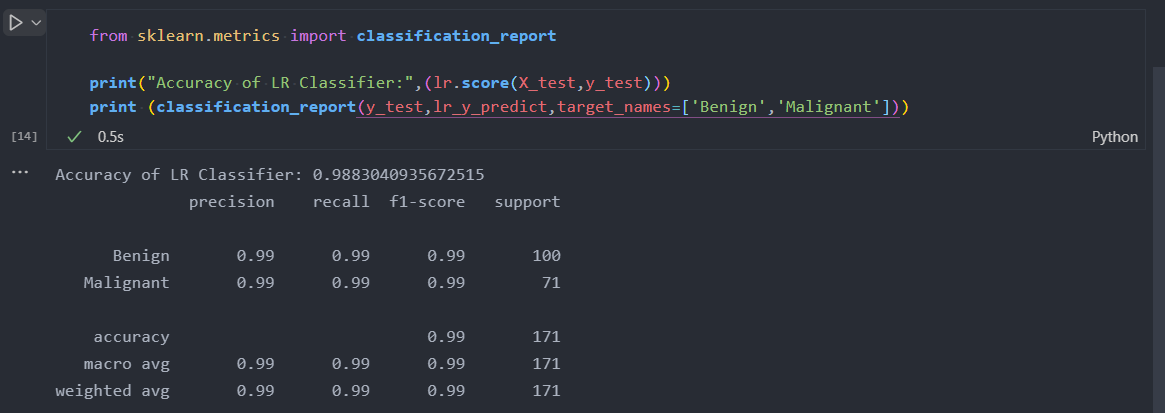 from sklearn.metrics import classification_report
print("Accuracy of LR Classifier:",(lr.score(X_test,y_test)))
print (classification_report(y_test,lr_y_predict,target_names=['Benign','Malignant']))
[14]
0.5s
Python
Accuracy of LR Classifier: 0.9883040935672515
precision recall f1-score support
Benign 0.99 0.99 0.99 100
Malignant 0.99 0.99 0.99 71
accuracy 0.99 171
macro avg 0.99 0.99 0.99 171
weighted avg 0.99 0.99 0.99 171